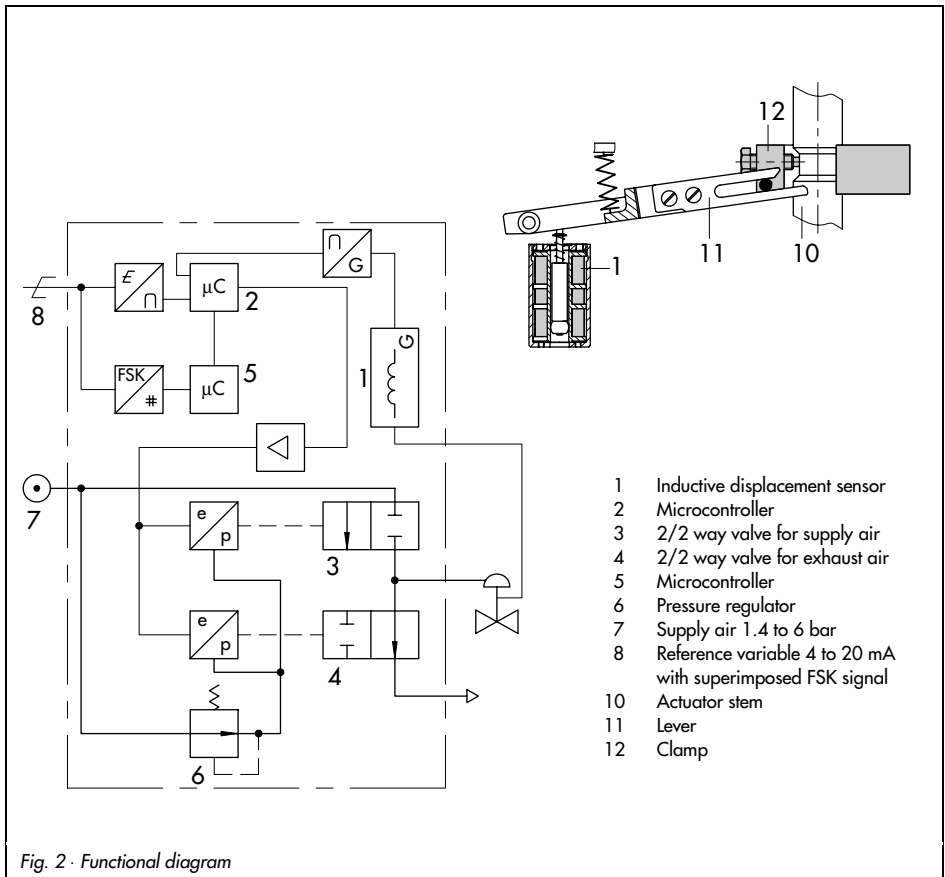 12
11
10
1
∩
G
E
∩
µC
2
8
FSK
#
µC
5
1
G
7
e
p
3
e
p
4
6
1 Inductive displacement sensor
2 Microcontroller
3 2/2 way valve for supply air
4 2/2 way valve for exhaust air
5 Microcontroller
6 Pressure regulator
7 Supply air 1.4 to 6 bar
8 Reference variable 4 to 20 mA
with superimposed FSK signal
10 Actuator stem
11 Lever
12 Clamp
Fig. 2 · Functional diagram